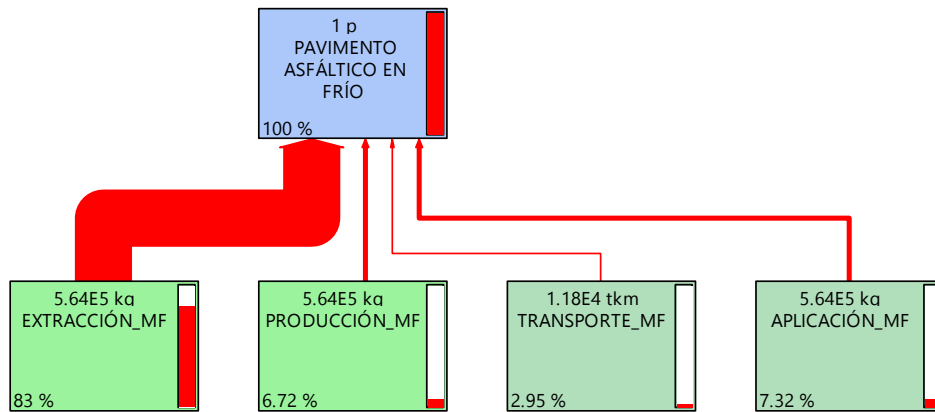 1 p
PAVIMENTO
ASFÁLTICO EN
FRÍO
100 %
5.64E5 kg
EXTRACCIÓN_MF
83 %
5.64E5 kg
PRODUCCIÓN_MF
6.72 %
1.18E4 tkm
TRANSPORTE_MF
2.95 %
5.64E5 kg
APLICACIÓN_MF
7.32 %